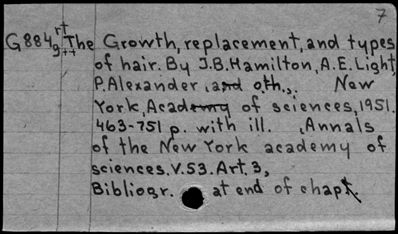 7
rt
G884g++ The Growth, replacement, and types
of hair. By J.B.Hamilton, A.E.Light,
P.Alexander and oth., New
York, Academy of sciences, 1951.
463-751 p. with ill. (Annals
of the New York academy of
sciences. V.53. Art.3,
Bibliogr. at end of chapt.